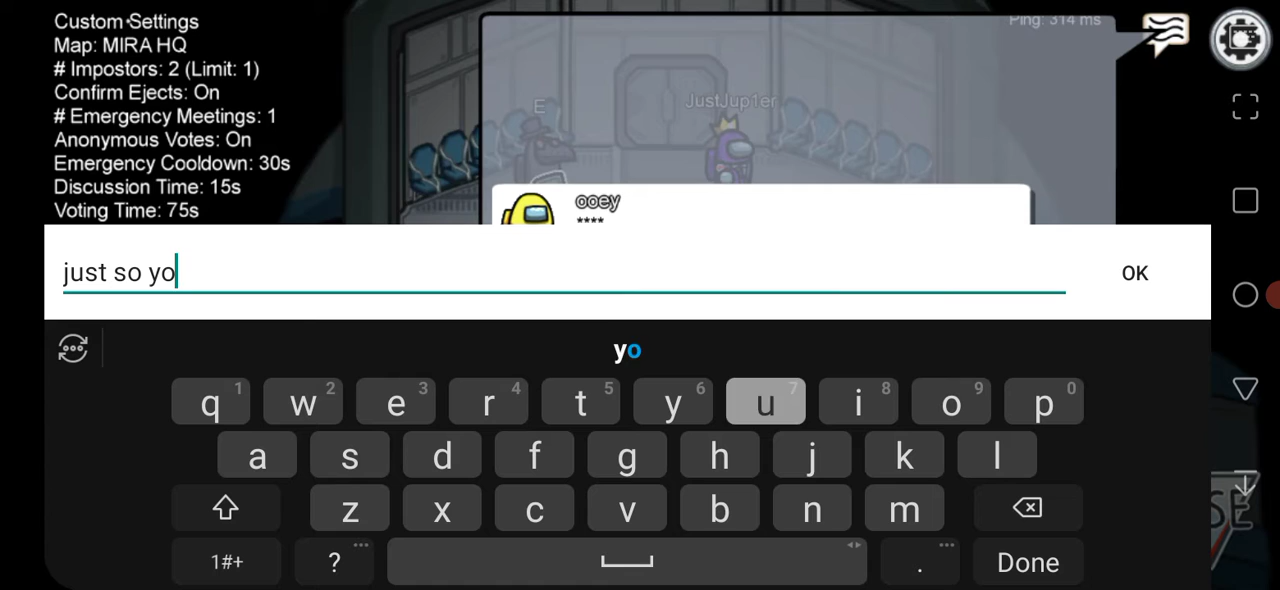 Custom Settings
Map: MIRA HQ
# Impostors: 2 (Limit: 1)
Confirm Ejects: On
# Emergency Meetings: 1
Anonymous Votes: On
Emergency Cooldown: 30s
Discussion Time: 15s
Voting Time: 75s
Ping: 314 ms
E
JustJup1er
ooey
****
just so yo
OK
yo
q 1 w 2 e 3 r 4 t 5 y 6 u 7 i 8 o 9 p 0
a s d f g h j k l
z x c v b n m
1#+ ? . Done
SE